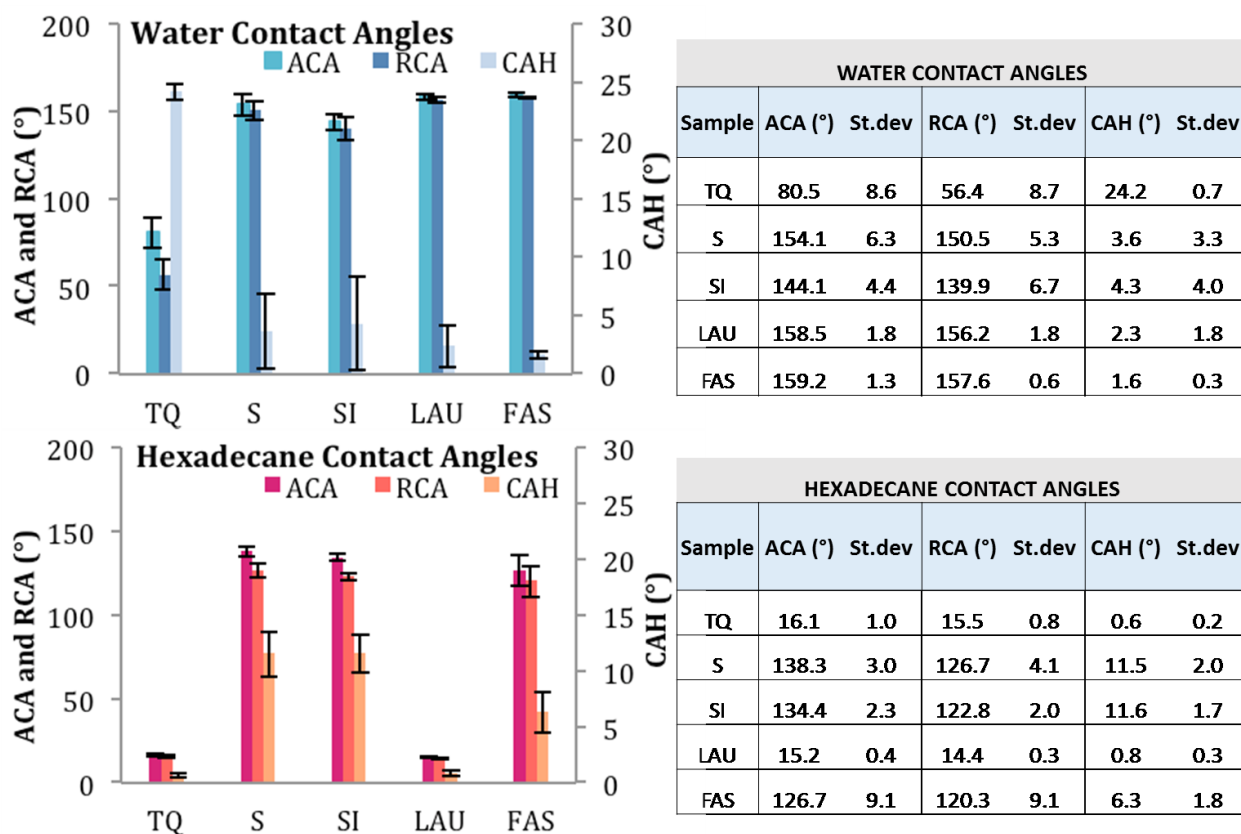 Water Contact Angles
ACA RCA CAH
ACA and RCA (°)
200
150
100
50
0
CAH (°)
30
25
20
15
10
5
0
TQ S SI LAU FAS
WATER CONTACT ANGLES
Sample ACA (°) St.dev RCA (°) St.dev CAH (°) St.dev
TQ 80.5 8.6 56.4 8.7 24.2 0.7
S 154.1 6.3 150.5 5.3 3.6 3.3
SI 144.1 4.4 139.9 6.7 4.3 4.0
LAU 158.5 1.8 156.2 1.8 2.3 1.8
FAS 159.2 1.3 157.6 0.6 1.6 0.3
Hexadecane Contact Angles
ACA RCA CAH
ACA and RCA (°)
200
150
100
50
0
CAH (°)
30
25
20
15
10
5
0
TQ S SI LAU FAS
HEXADECANE CONTACT ANGLES
Sample ACA (°) St.dev RCA (°) St.dev CAH (°) St.dev
TQ 16.1 1.0 15.5 0.8 0.6 0.2
S 138.3 3.0 126.7 4.1 11.5 2.0
SI 134.4 2.3 122.8 2.0 11.6 1.7
LAU 15.2 0.4 14.4 0.3 0.8 0.3
FAS 126.7 9.1 120.3 9.1 6.3 1.8